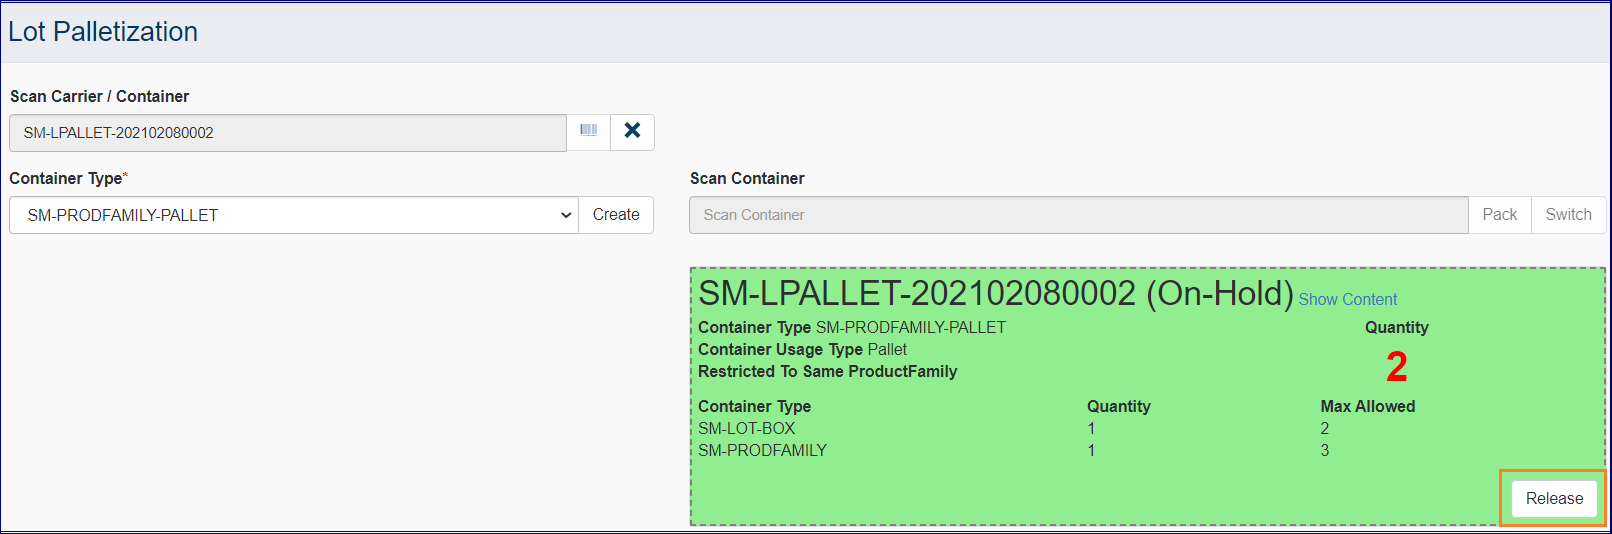 Lot Palletization
Scan Carrier / Container
SM-LPALLET-202102080002
Container Type*
Scan Container
SM-PRODFAMILY-PALLET
Create
Scan Container
Pack
Switch
SM-LPALLET-202102080002 (On-Hold) Show Content
Container Type SM-PRODFAMILY-PALLET
Quantity
Container Usage Type Pallet
2
Restricted To Same ProductFamily
Container Type Quantity Max Allowed
SM-LOT-BOX 1 2
SM-PRODFAMILY 1 3
Release